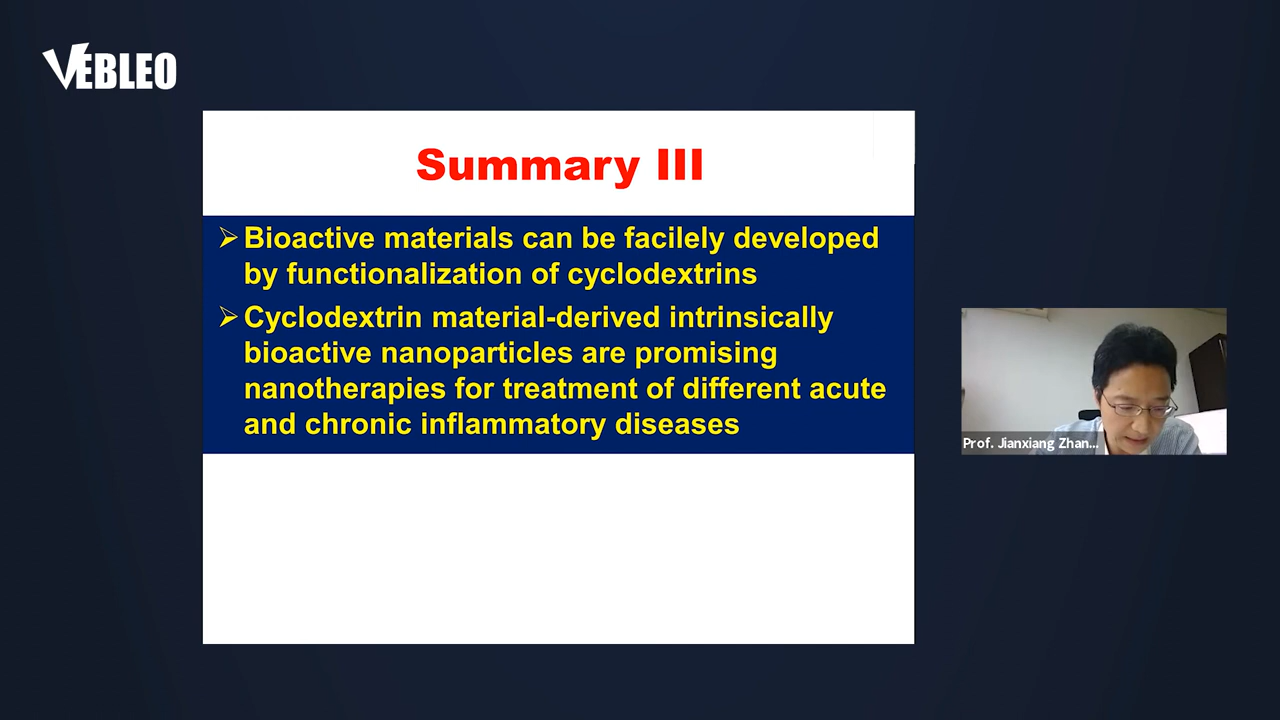 VEBLEO
Summary III
➢Bioactive materials can be facilely developed
by functionalization of cyclodextrins
➢Cyclodextrin material-derived intrinsically
bioactive nanoparticles are promising
nanotherapies for treatment of different acute
and chronic inflammatory diseases
Prof. Jianxiang Zhan...